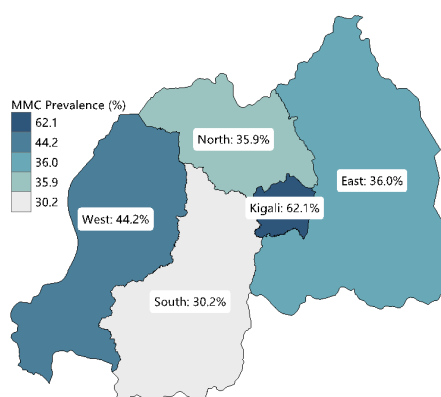 MMC Prevalence (%)
62.1
44.2
36.0
35.9
30.2
North: 35.9%
East: 36.0%
Kigali: 62.1%
West: 44.2%
South: 30.2%